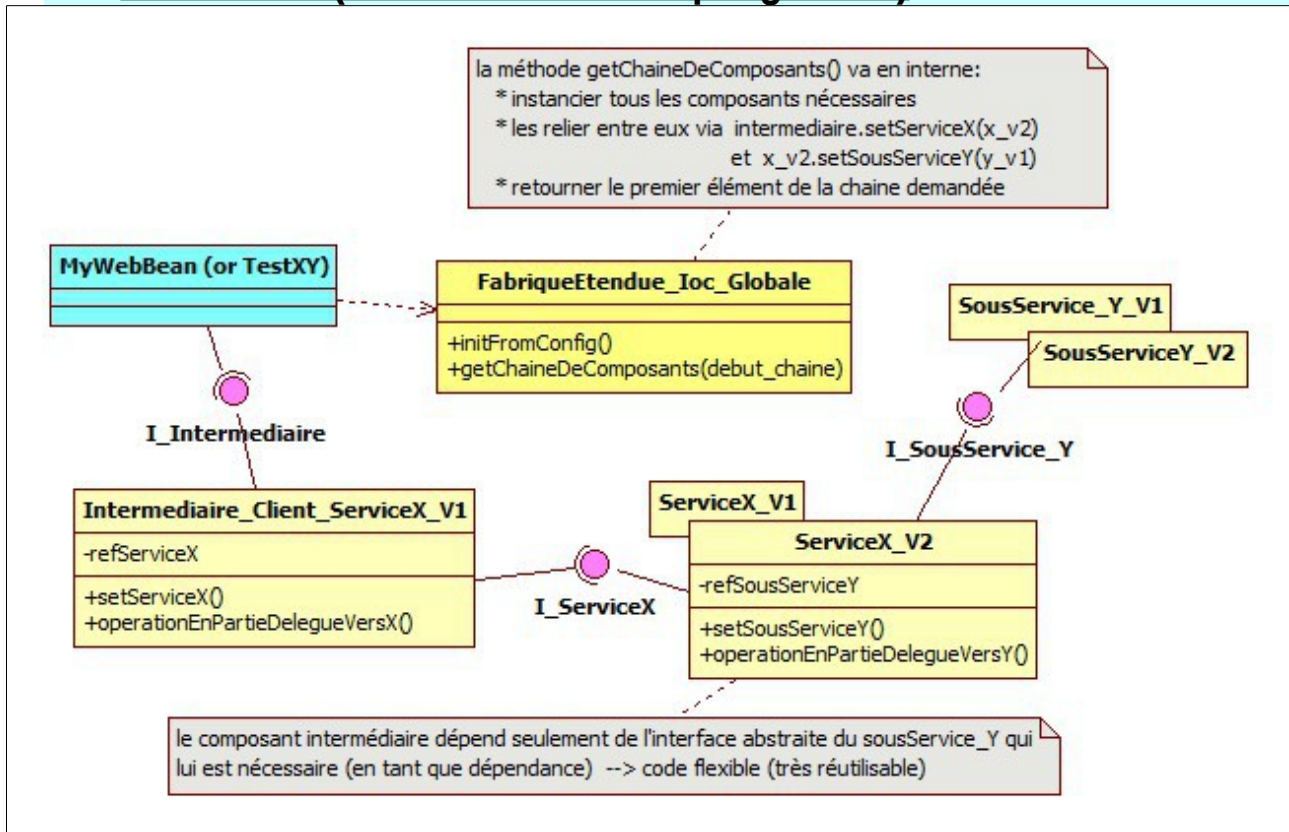 la méthode getChaineDeComposants() va en interne:
* instancier tous les composants nécessaires
* les relier entre eux via intermediaire.setServiceX(x_v2)
et x_v2.setSousServiceY(y_v1)
* retourner le premier élément de la chaine demandée
MyWebBean (or TestXY)
FabriqueEtendue_Ioc_Globale
+initFromConfig()
+getChaineDeComposants(debut_chaine)
SousService_Y_V1
SousServiceY_V2
I_Intermediaire
I_SousService_Y
Intermediaire_Client_ServiceX_V1
-refServiceX
+setServiceX()
+operationEnPartieDelegueVersX()
I_ServiceX
ServiceX_V1
ServiceX_V2
-refSousServiceY
+setSousServiceY()
+operationEnPartieDelegueVersY()
le composant intermédiaire dépend seulement de l'interface abstraite du sousService_Y qui
lui est nécessaire (en tant que dépendance) --> code flexible (très réutilisable)